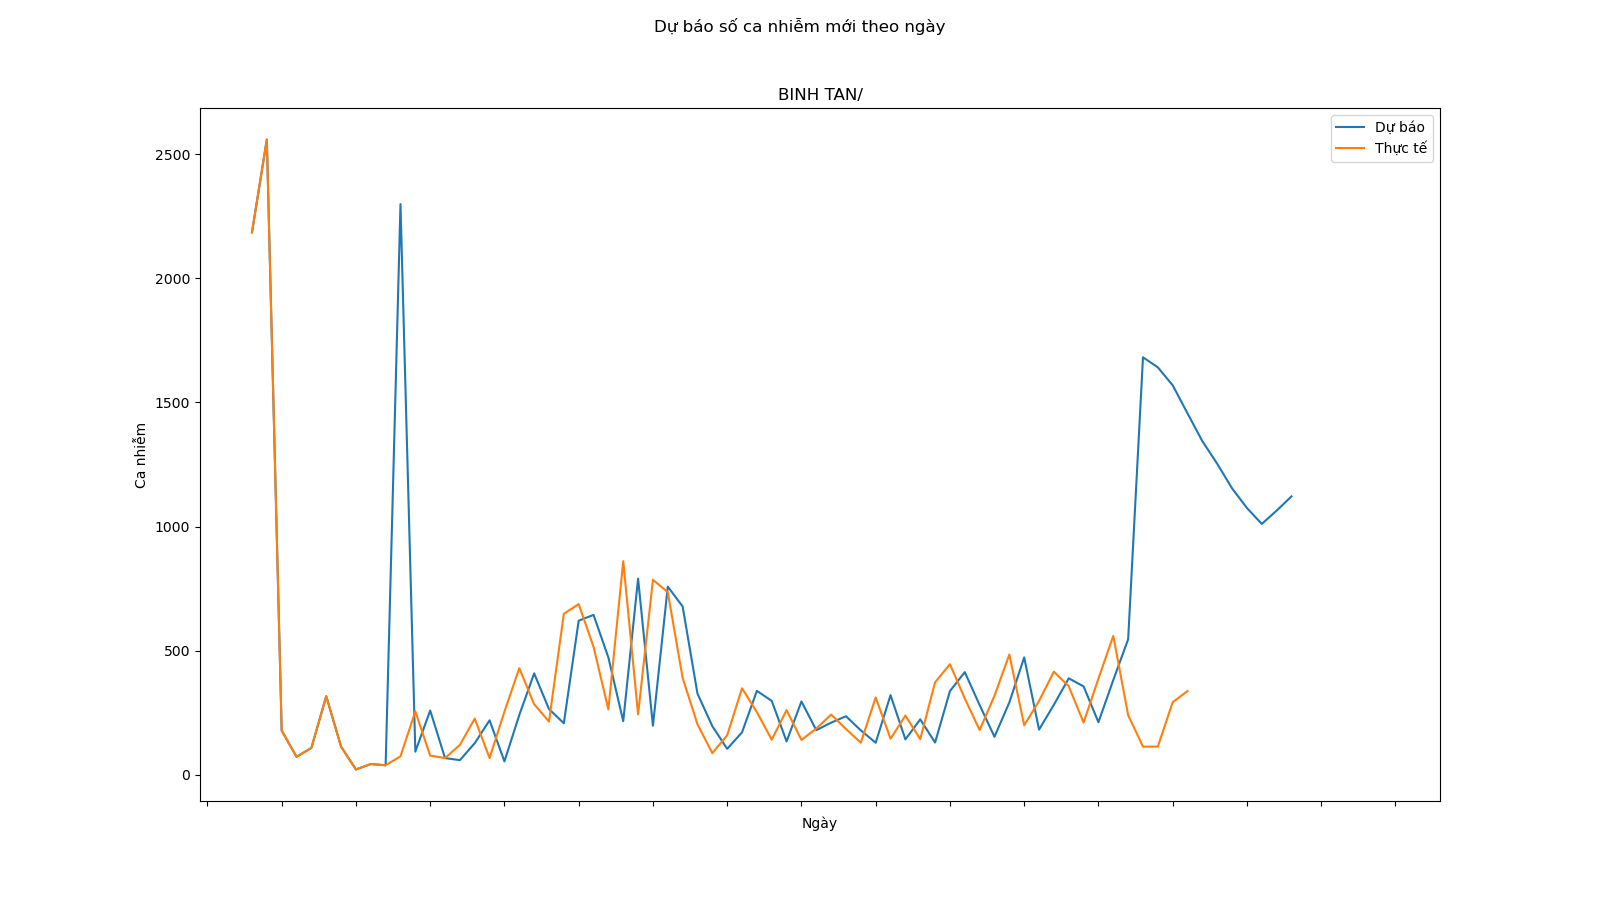 Dự báo số ca nhiễm mới theo ngày
BINH TAN/
Dự báo
Thực tế
2500
2000
1500
1000
500
0
Ca nhiễm
Ngày